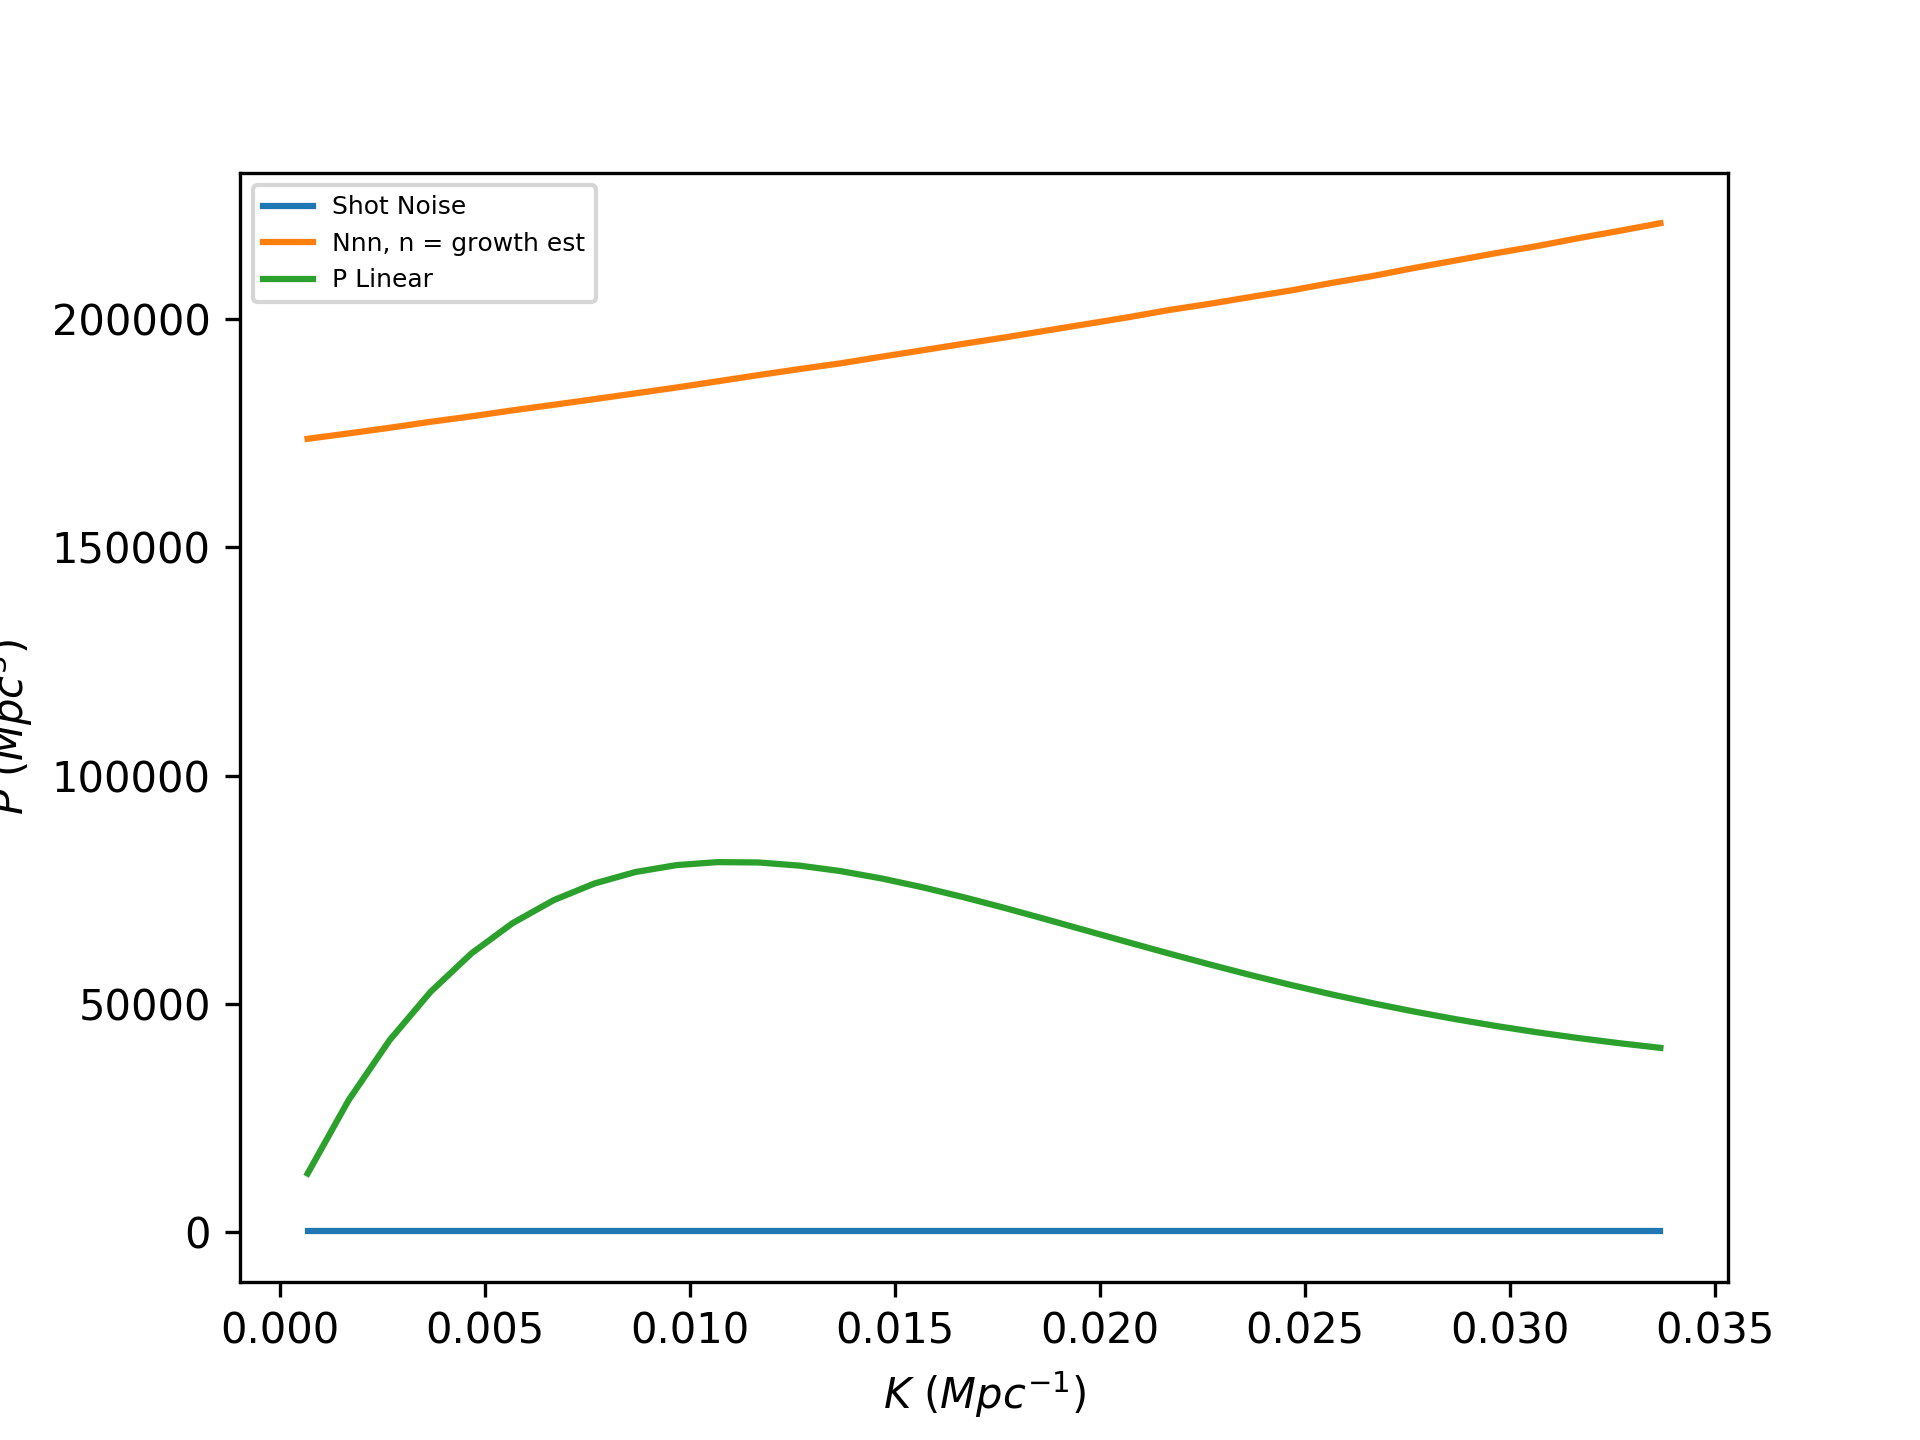 Shot Noise
Nnn, n = growth est
P Linear
200000
150000
100000
50000
0
P (Mpc³)
0.000 0.005 0.010 0.015 0.020 0.025 0.030 0.035
K (Mpc⁻¹)